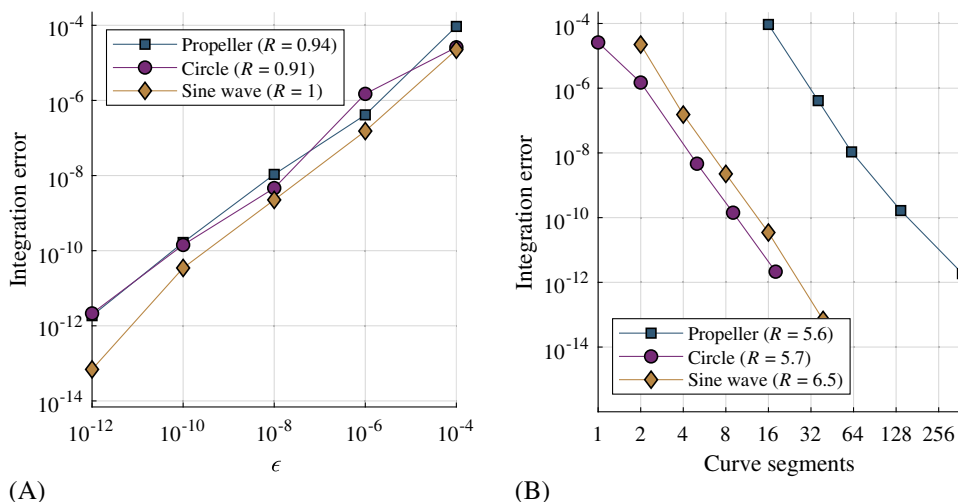 Integration error
10-4
10-6
10-8
10-10
10-12
10-14
Propeller (R = 0.94)
Circle (R = 0.91)
Sine wave (R = 1)
10-12 10-10 10-8 10-6 10-4
ϵ
(A)
Integration error
10-4
10-6
10-8
10-10
10-12
10-14
Propeller (R = 5.6)
Circle (R = 5.7)
Sine wave (R = 6.5)
1 2 4 8 16 32 64 128 256
Curve segments
(B)